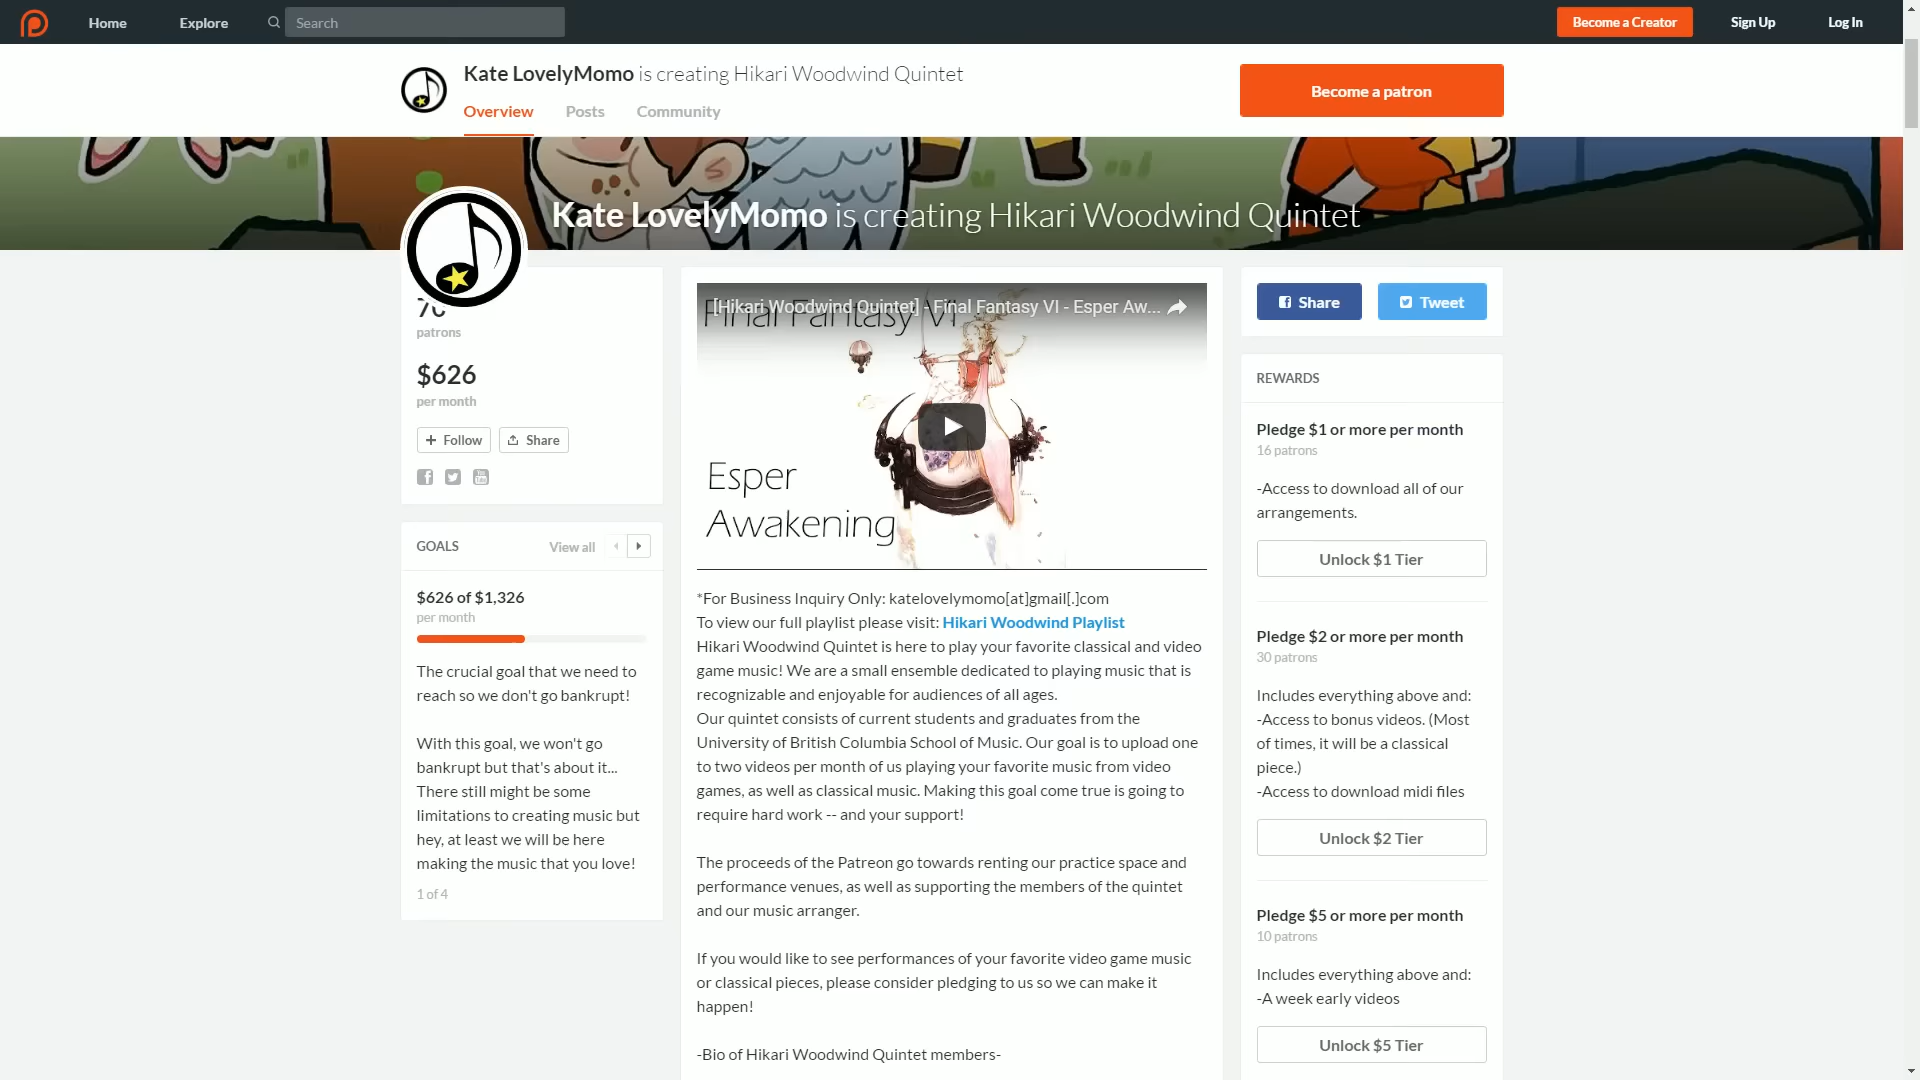 Home
Explore
Search
Become a Creator
Sign Up
Log In
Kate LovelyMomo is creating Hikari Woodwind Quintet
Overview
Posts
Community
Become a patron
Kate LovelyMomo is creating Hikari Woodwind Quintet
patrons
$626
per month
+ Follow
Share
GOALS
View all
$626 of $1,326
per month
The crucial goal that we need to
reach so we don't go bankrupt!
With this goal, we won't go
bankrupt but that's about it...
There still might be some
limitations to creating music but
hey, at least we will be here
making the music that you love!
1 of 4
[Hikari Woodwind Quintet] - Final Fantasy VI - Esper Aw...
Final Fantasy VI
Esper
Awakening
*For Business Inquiry Only: katelovelymomo[at]gmail[.]com
To view our full playlist please visit: Hikari Woodwind Playlist
Hikari Woodwind Quintet is here to play your favorite classical and video
game music! We are a small ensemble dedicated to playing music that is
recognizable and enjoyable for audiences of all ages.
Our quintet consists of current students and graduates from the
University of British Columbia School of Music. Our goal is to upload one
to two videos per month of us playing your favorite music from video
games, as well as classical music. Making this goal come true is going to
require hard work -- and your support!
The proceeds of the Patreon go towards renting our practice space and
performance venues, as well as supporting the members of the quintet
and our music arranger.
If you would like to see performances of your favorite video game music
or classical pieces, please consider pledging to us so we can make it
happen!
-Bio of Hikari Woodwind Quintet members-
Share
Tweet
REWARDS
Pledge $1 or more per month
16 patrons
-Access to download all of our
arrangements.
Unlock $1 Tier
Pledge $2 or more per month
30 patrons
Includes everything above and:
-Access to bonus videos. (Most
of times, it will be a classical
piece.)
-Access to download midi files
Unlock $2 Tier
Pledge $5 or more per month
10 patrons
Includes everything above and:
-A week early videos
Unlock $5 Tier